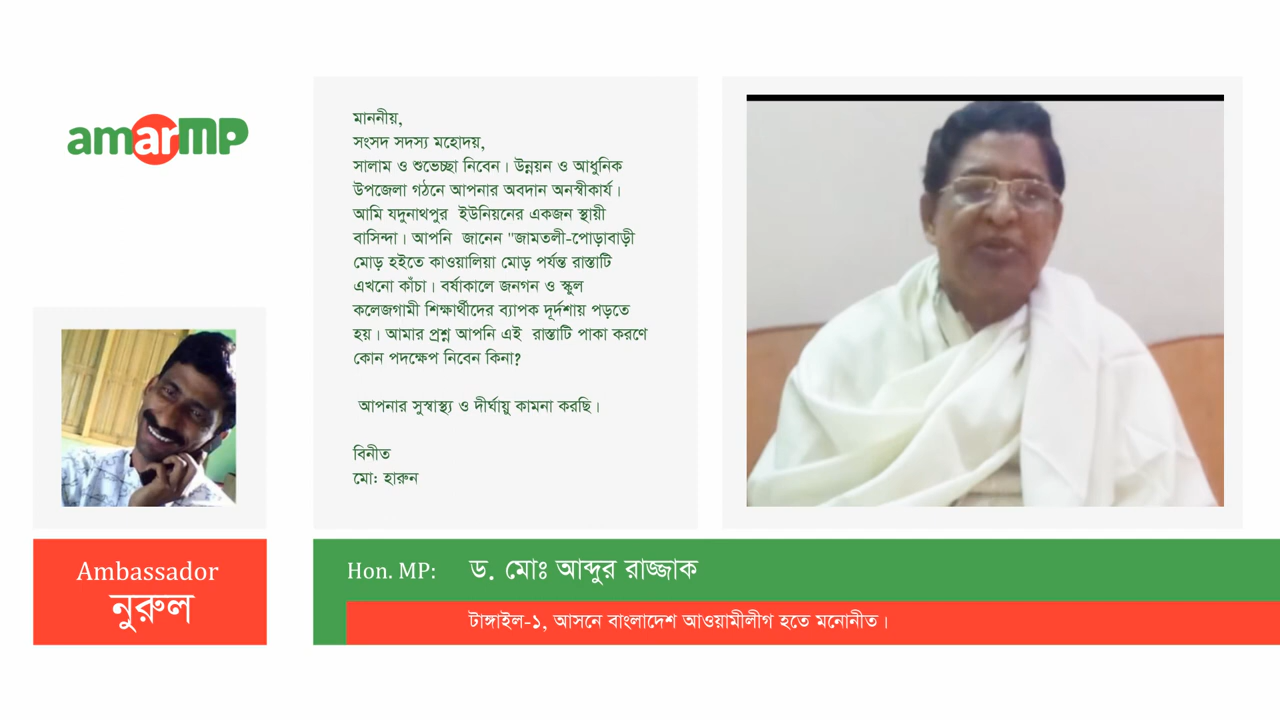 amarMP
মাননীয়,
সংসদ সদস্য মহোদয়,
সালাম ও শুভেচ্ছা নিবেন। উন্নয়ন ও আধুনিক
উপজেলা গঠনে আপনার অবদান অনস্বীকার্য।
আমি যদুনাথপুর ইউনিয়নের একজন স্থায়ী
বাসিন্দা। আপনি জানেন "জামতলী-পোড়াবাড়ী
মোড় হইতে কাওয়ালিয়া মোড় পর্যন্ত রাস্তাটি
এখনো কাঁচা। বর্ষাকালে জনগন ও স্কুল
কলেজগামী শিক্ষার্থীদের ব্যাপক দূর্দশায় পড়তে
হয়। আমার প্রশ্ন আপনি এই রাস্তাটি পাকা করণে
কোন পদক্ষেপ নিবেন কিনা?
আপনার সুস্বাস্থ্য ও দীর্ঘায়ু কামনা করছি।
বিনীত
মো: হারুন
Ambassador
নুরুল
Hon. MP: ড. মোঃ আব্দুর রাজ্জাক
টাঙ্গাইল-১, আসনে বাংলাদেশ আওয়ামীলীগ হতে মনোনীত।